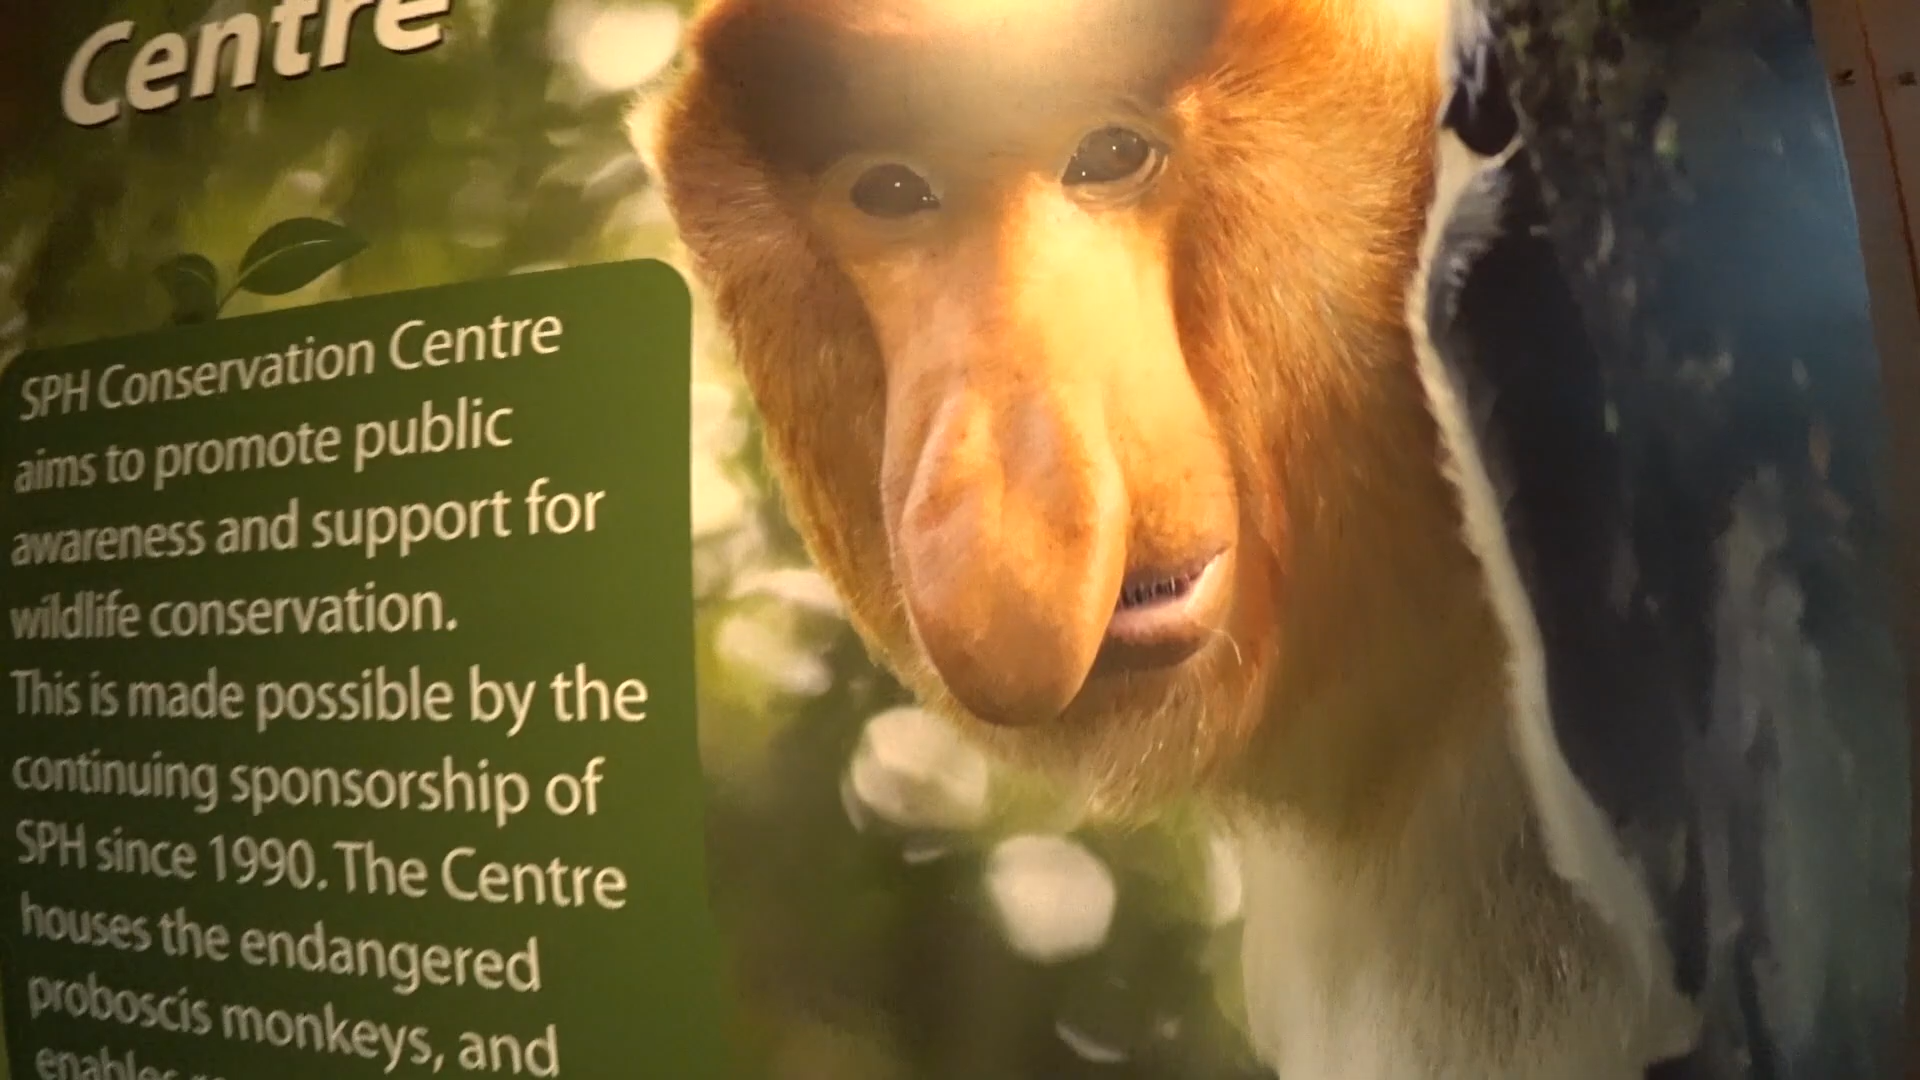 Centre
SPH Conservation Centre
aims to promote public
awareness and support for
wildlife conservation.
This is made possible by the
continuing sponsorship of
SPH since 1990. The Centre
houses the endangered
proboscis monkeys, and
enables